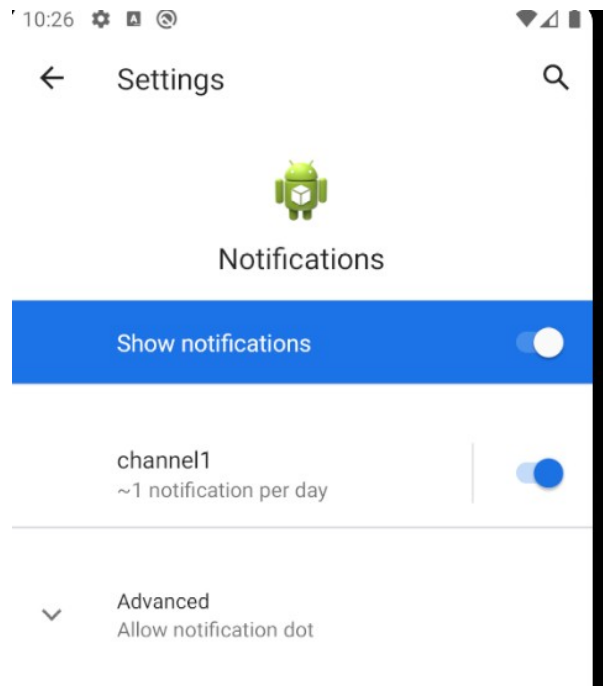 10:26
Settings
Notifications
Show notifications
channel1
~1 notification per day
Advanced
Allow notification dot